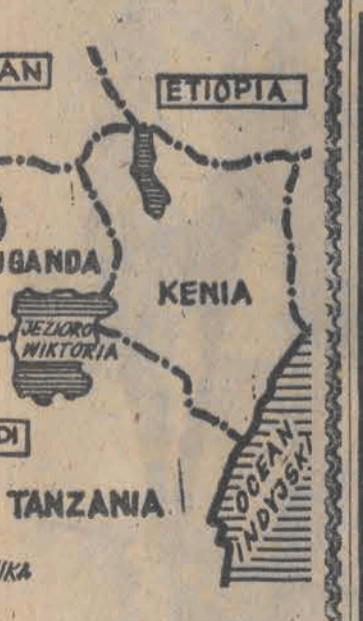 AN
ETIOPIA
UGANDA
KENIA
JEZIORO
WIKTORIA
DI
TANZANIA
OCEAN
INDYJSKI
IKA